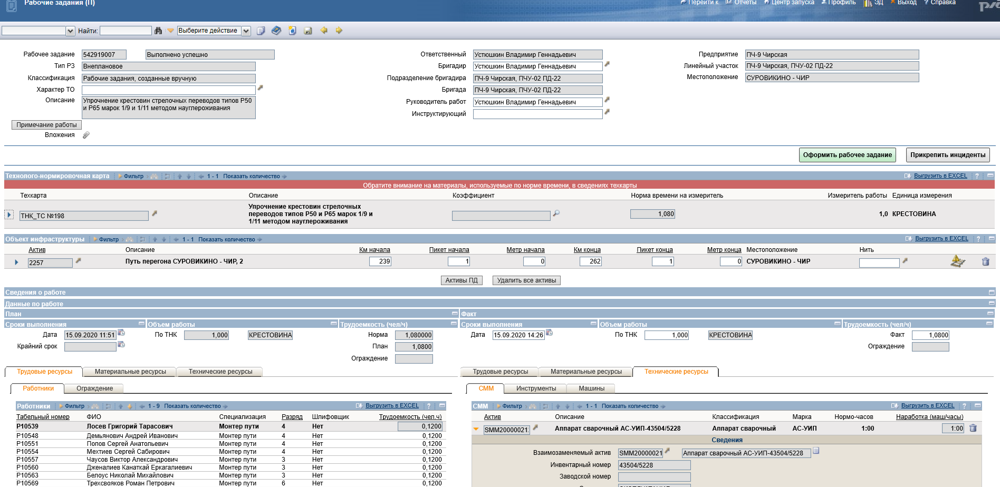 Рабочие задания (П)
Перейти к Отчеты Центр запуска Профиль ЭД Выход ? Справка
Найти: Выберите действие
Рабочее задание 542919007 Выполнено успешно
Тип РЗ Внеплановое
Классификация Рабочие задания, созданные вручную
Характер ТО
Описание Упрочнение крестовин стрелочных переводов типов Р50
и Р65 марок 1/9 и 1/11 методом науглероживания
Примечание работы
Вложения
Ответственный Устюшкин Владимир Геннадьевич
Бригадир Устюшкин Владимир Геннадьевич
Подразделение бригадира ПЧ-9 Чирская, ПЧУ-02 ПД-22
Бригада ПЧ-9 Чирская, ПЧУ-02 ПД-22
Руководитель работ Устюшкин Владимир Геннадьевич
Инструктирующий
Предприятие ПЧ-9 Чирская
Линейный участок ПЧ-9 Чирская, ПЧУ-02 ПД-22
Местоположение СУРОВИКИНО - ЧИР
Оформить рабочее задание Прикрепить инциденты
Технолого-нормировочная карта Фильтр 1 - 1 Показать количество Выгрузить в EXCEL ?
Обратите внимание на материалы, используемые по норме времени, в сведениях техкарты
Техкарта Описание Коэффициент Норма времени на измеритель Измеритель работы Единица измерения
ТНК_ТС №198 Упрочнение крестовин стрелочных
переводов типов Р50 и Р65 марок 1/9 и
1/11 методом науглероживания 1,080 1,0 КРЕСТОВИНА
Объект инфраструктуры Фильтр 1 - 1 Показать количество Выгрузить в EXCEL ?
Актив Описание Км начала Пикет начала Метр начала Км конца Пикет конца Метр конца Местоположение Нить
2257 Путь перегона СУРОВИКИНО - ЧИР, 2 239 1 0 262 1 0 СУРОВИКИНО - ЧИР
Активы ПД Удалить все активы
Сведения о работе
Данные по работе
План Факт
Сроки выполнения Объем работы Трудоемкость (чел/ч) Сроки выполнения Объем работы Трудоемкость (чел/ч)
Дата 15.09.2020 11:51 По ТНК 1,000 КРЕСТОВИНА Норма 1,080000 Дата 15.09.2020 14:26 По ТНК 1,000 КРЕСТОВИНА Факт 1,0800
Крайний срок План 1,0800 Ограждение
Ограждение
Трудовые ресурсы Материальные ресурсы Технические ресурсы Трудовые ресурсы Материальные ресурсы Технические ресурсы
Работники Ограждение СММ Инструменты Машины
Работники Фильтр 1 - 9 Показать количество Выгрузить в EXCEL ?
Табельный номер ФИО Специализация Разряд Шлифовщик Трудоемкость (чел.ч)
Р10539 Лосев Григорий Тарасович Монтер пути 4 Нет 0,1200
Р10548 Демьянович Андрей Иванович Монтер пути 4 Нет 0,1200
Р10551 Попов Сергей Анатольевич Монтер пути 4 Нет 0,1200
Р10554 Мехтиев Сергей Сабирович Монтер пути 4 Нет 0,1200
Р10557 Чаусов Виктор Александрович Монтер пути 3 Нет 0,1200
Р10560 Дженалиев Канаткай Еркагалиевич Монтер пути 3 Нет 0,1200
Р10563 Белоус Николай Михайлович Монтер пути 3 Нет 0,1200
Р10569 Трехсвояков Роман Петрович Монтер пути 6 Нет 0,1200
СММ Фильтр 1 - 1 Показать количество Выгрузить в EXCEL ?
Актив Описание Классификация Марка Нормо-часов Наработка (маш/часы)
SMM20000021 Аппарат сварочный АС-УИП-43504/5228 Аппарат сварочный АС-УИП 1:00 1:00
Сведения
Взаимозаменяемый актив SMM20000021 Аппарат сварочный АС-УИП-43504/5228
Инвентарный номер 43504/5228
Заводской номер